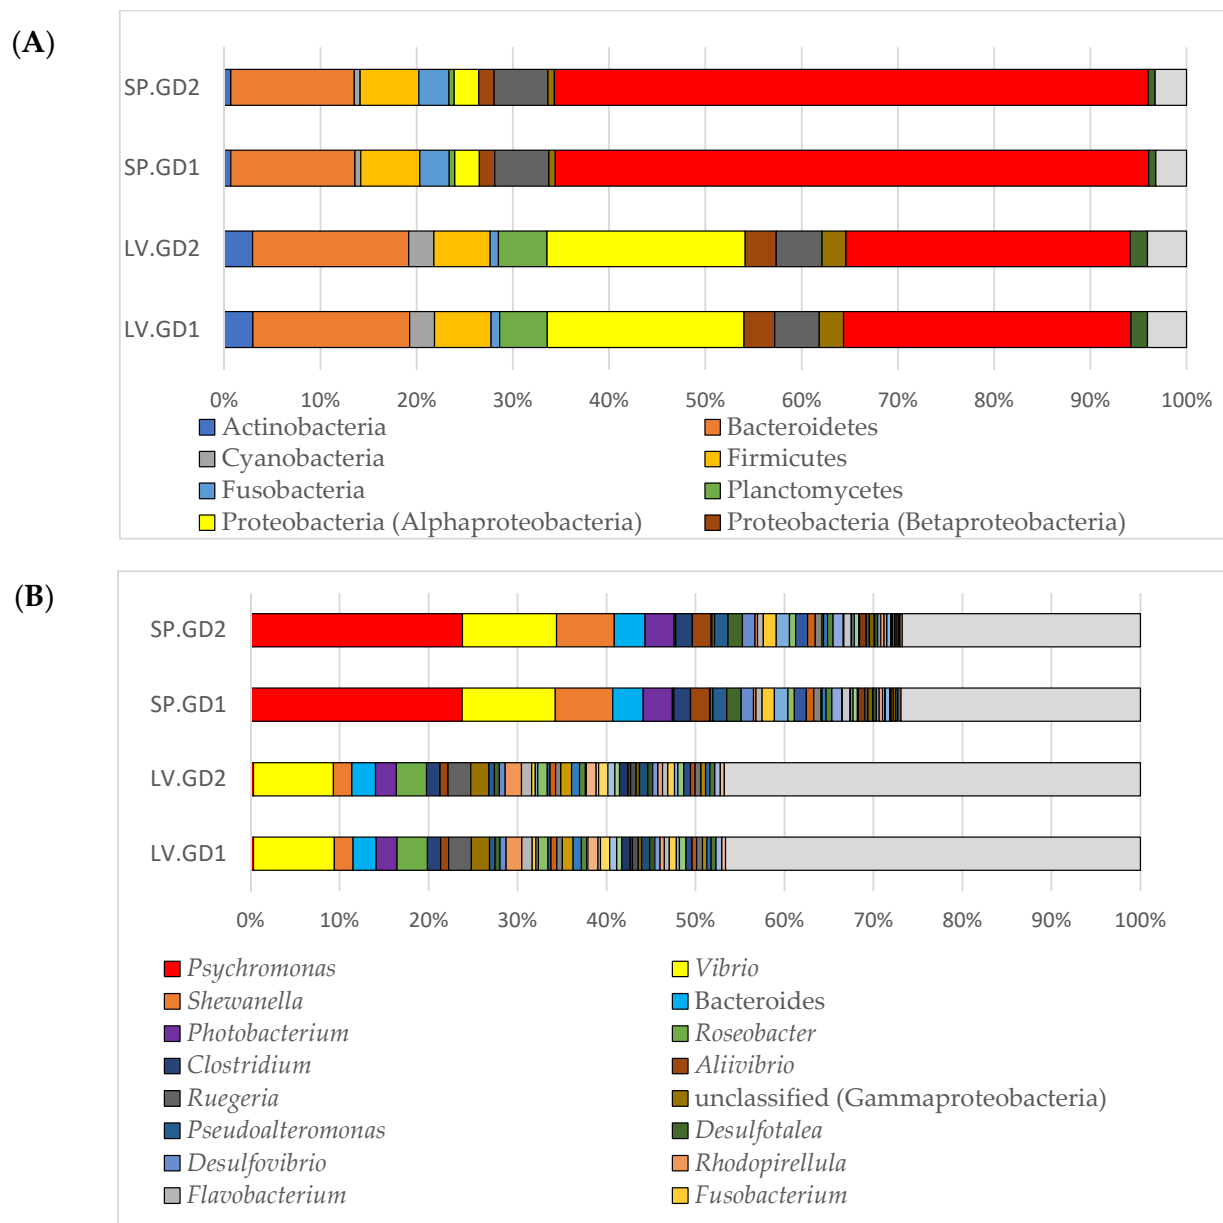 (A)
SP.GD2
SP.GD1
LV.GD2
LV.GD1
0% 10% 20% 30% 40% 50% 60% 70% 80% 90% 100%
Actinobacteria Bacteroidetes
Cyanobacteria Firmicutes
Fusobacteria Planctomycetes
Proteobacteria (Alphaproteobacteria) Proteobacteria (Betaproteobacteria)
(B)
SP.GD2
SP.GD1
LV.GD2
LV.GD1
0% 10% 20% 30% 40% 50% 60% 70% 80% 90% 100%
Psychromonas Vibrio
Shewanella Bacteroides
Photobacterium Roseobacter
Clostridium Aliivibrio
Ruegeria unclassified (Gammaproteobacteria)
Pseudoalteromonas Desulfotalea
Desulfovibrio Rhodopirellula
Flavobacterium Fusobacterium